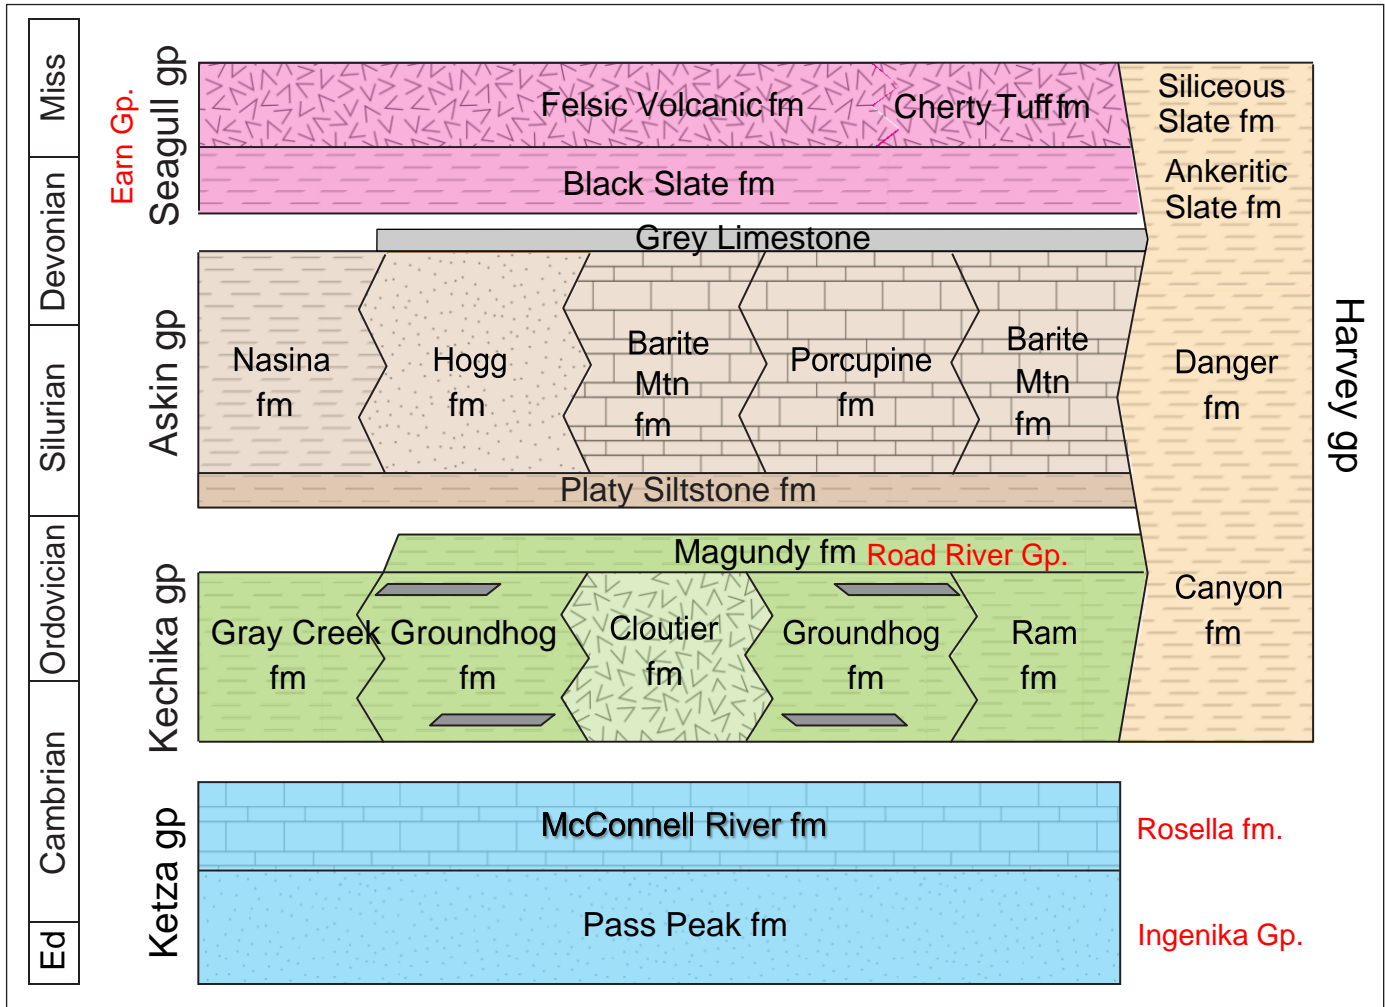 Miss
Devonian
Silurian
Ordovician
Cambrian
Ed
Earn Gp.
Seagull gp
Felsic Volcanic fm
Cherty Tuff fm
Black Slate fm
Siliceous
Slate fm
Ankeritic
Slate fm
Grey Limestone
Askin gp
Nasina
fm
Hogg
fm
Barite
Mtn
fm
Porcupine
fm
Barite
Mtn
fm
Danger
fm
Harvey gp
Platy Siltstone fm
Kechika gp
Magundy fm Road River Gp.
Gray Creek
fm
Groundhog
fm
Cloutier
fm
Groundhog
fm
Ram
fm
Canyon
fm
Ketza gp
McConnell River fm
Rosella fm.
Pass Peak fm
Ingenika Gp.